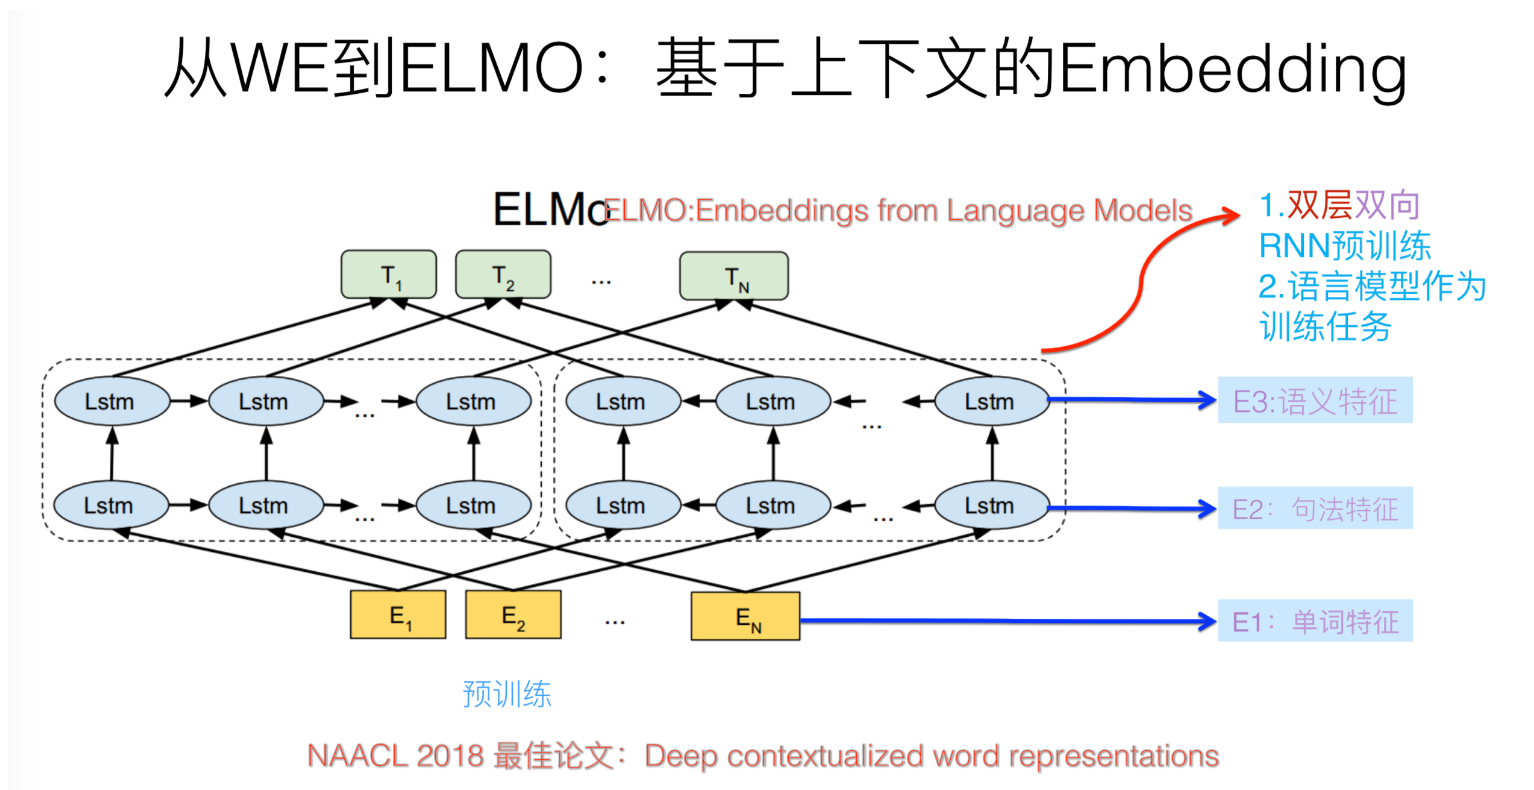 从WE到ELMO：基于上下文的Embedding
ELMo
ELMO:Embeddings from Language Models
1.双层双向
RNN预训练
2.语言模型作为
训练任务
T1 T2 ... TN
Lstm Lstm ... Lstm Lstm Lstm ... Lstm
E3:语义特征
Lstm Lstm ... Lstm Lstm Lstm ... Lstm
E2：句法特征
E1 E2 ... EN
E1：单词特征
预训练
NAACL 2018 最佳论文：Deep contextualized word representations